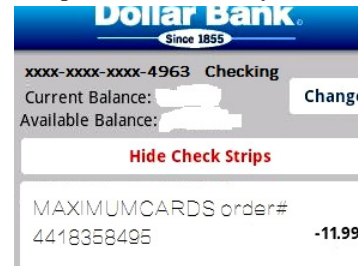 Dollar Bank
Since 1855
xxxx-xxxx-xxxx-4963 Checking
Current Balance:
Change
Available Balance:
Hide Check Strips
MAXIMUMCARDS order#
4418358495 -11.99